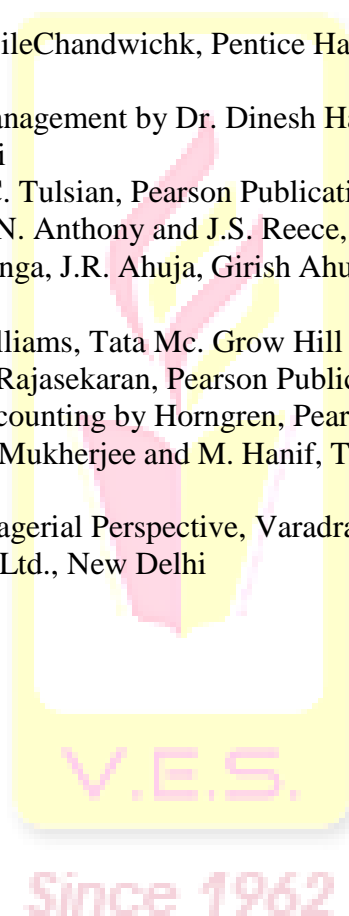 ileChandwichk, Pentice Ha
anagement by Dr. Dinesh Ha
i
C. Tulsian, Pearson Publicati
N. Anthony and J.S. Reece,
nga, J.R. Ahuja, Girish Ahu
lliams, Tata Mc. Grow Hill
Rajasekaran, Pearson Public
counting by Horngren, Pear
Mukherjee and M. Hanif, T
agerial Perspective, Varadra
Ltd., New Delhi
V.E.S.
Since 1962